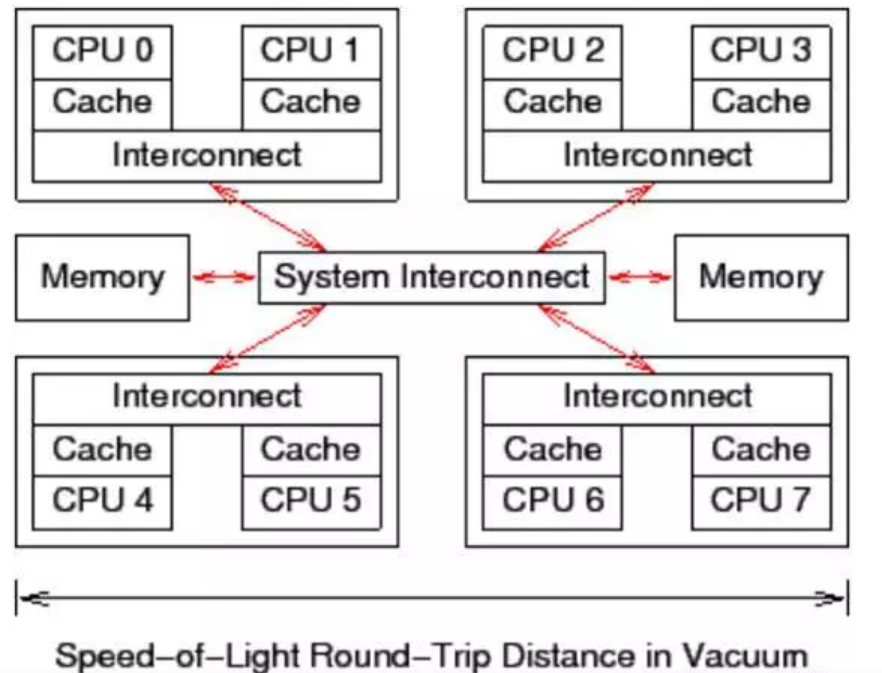 CPU 0 CPU 1 CPU 2 CPU 3
Cache Cache Cache Cache
Interconnect Interconnect
Memory System Interconnect Memory
Interconnect Interconnect
Cache Cache Cache Cache
CPU 4 CPU 5 CPU 6 CPU 7
Speed−of−Light Round−Trip Distance in Vacuum